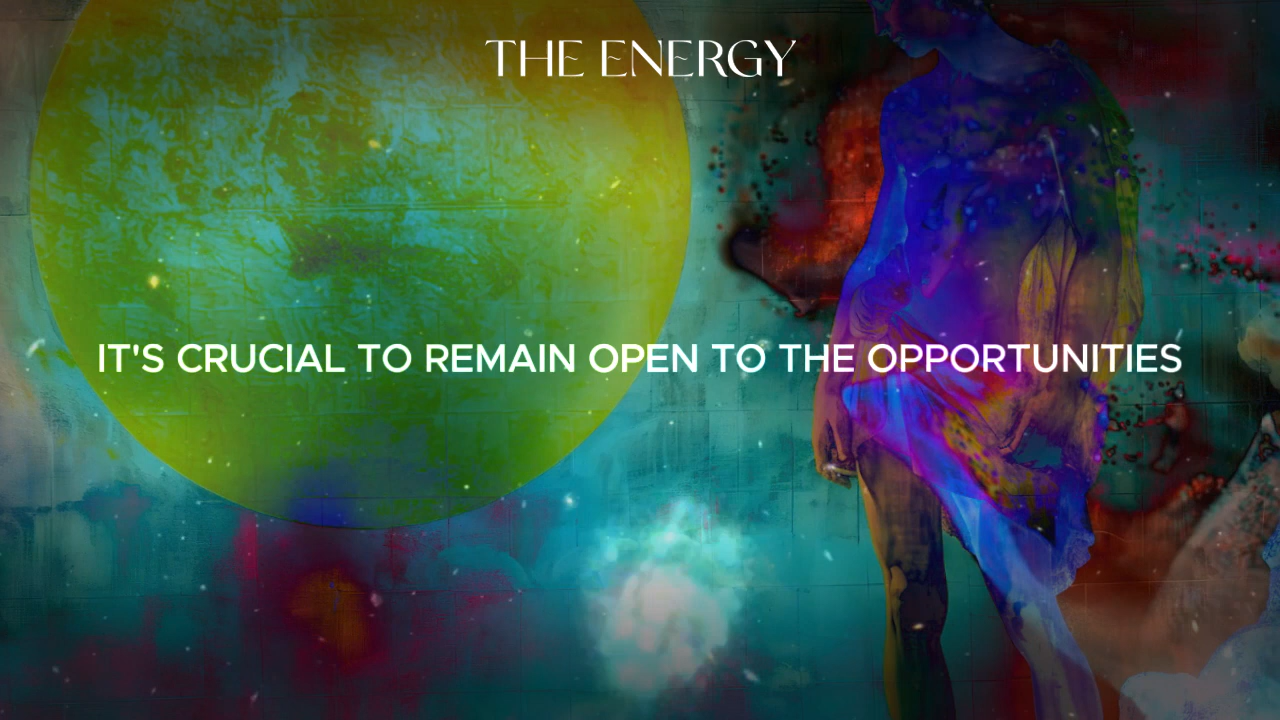 THE ENERGY
IT'S CRUCIAL TO REMAIN OPEN TO THE OPPORTUNITIES